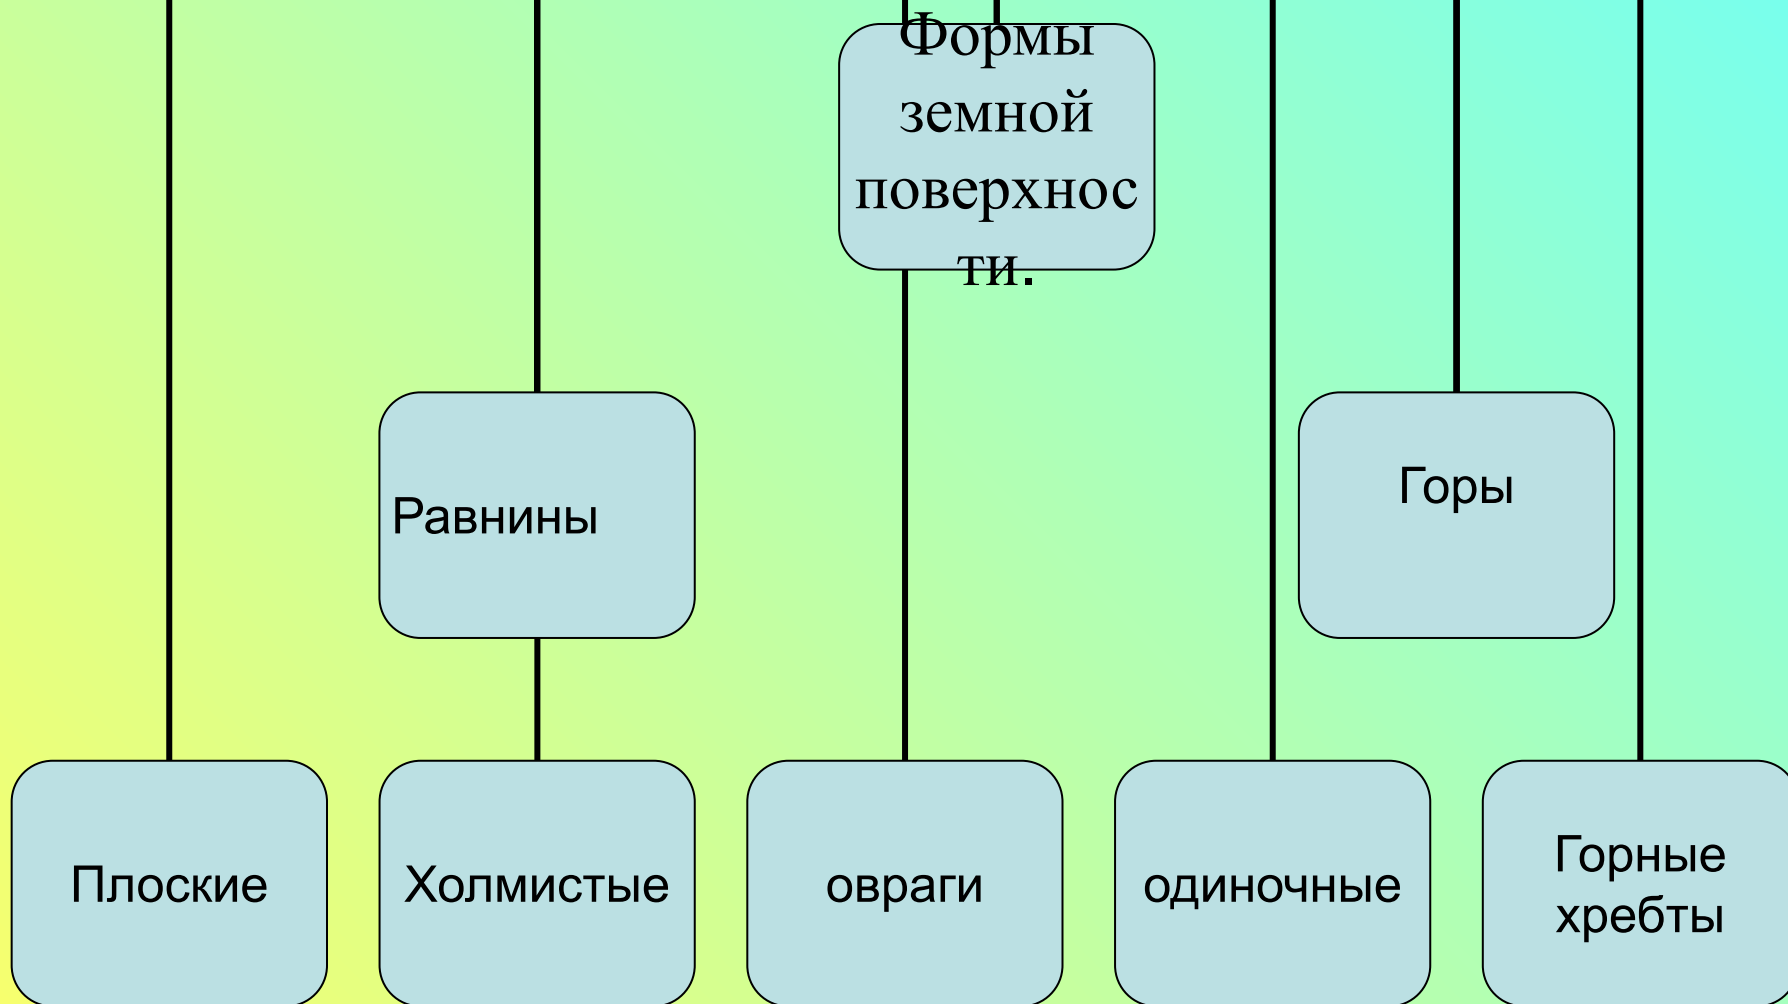 Формы
земной
поверхнос
ти.
Равнины
Горы
Плоские
Холмистые
овраги
одиночные
Горные
хребты